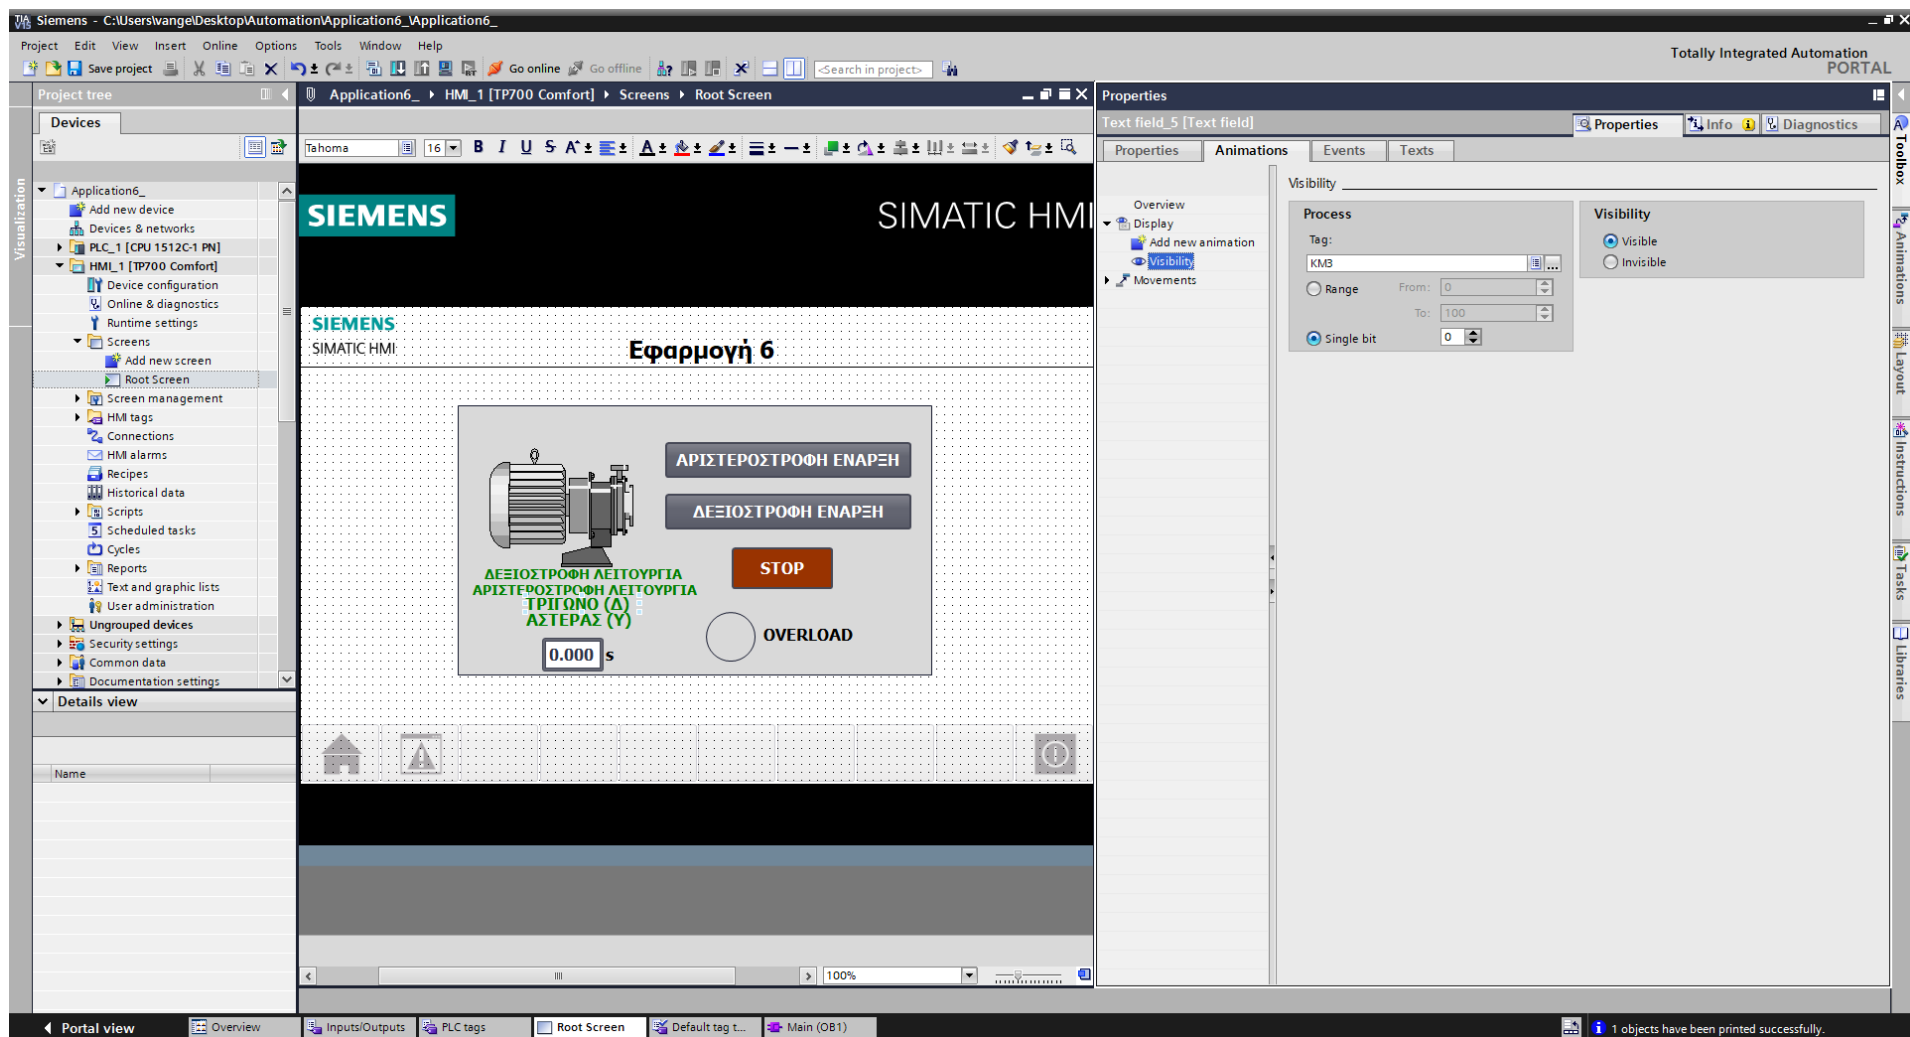 Siemens - C:\Users\vange\Desktop\Automation\Application6_\Application6_
Project Edit View Insert Online Options Tools Window Help
Save project Go online Go offline <Search in project>
Totally Integrated Automation
PORTAL
Project tree
Devices
Visualization
Application6_
Add new device
Devices & networks
PLC_1 [CPU 1512C-1 PN]
HMI_1 [TP700 Comfort]
Device configuration
Online & diagnostics
Runtime settings
Screens
Add new screen
Root Screen
Screen management
HMI tags
Connections
HMI alarms
Recipes
Historical data
Scripts
Scheduled tasks
Cycles
Reports
Text and graphic lists
User administration
Ungrouped devices
Security settings
Common data
Documentation settings
Details view
Name
Application6_ HMI_1 [TP700 Comfort] Screens Root Screen
Tahoma 16 B I U S A
SIEMENS
SIMATIC HMI
SIEMENS
SIMATIC HMI
Εφαρμογή 6
ΑΡΙΣΤΕΡΟΣΤΡΟΦΗ ΕΝΑΡΞΗ
ΔΕΞΙΟΣΤΡΟΦΗ ΕΝΑΡΞΗ
STOP
ΔΕΞΙΟΣΤΡΟΦΗ ΛΕΙΤΟΥΡΓΙΑ
ΑΡΙΣΤΕΡΟΣΤΡΟΦΗ ΛΕΙΤΟΥΡΓΙΑ
ΤΡΙΓΩΝΟ (Δ)
ΑΣΤΕΡΑΣ (Υ)
OVERLOAD
0.000 s
100%
Properties
Text field_5 [Text field]
Properties Info Diagnostics
Properties Animations Events Texts
Overview
Display
Add new animation
Visibility
Movements
Visibility
Process
Tag:
KM3
Range From: 0
To: 100
Single bit 0
Visibility
Visible
Invisible
Toolbox
Animations
Layout
Instructions
Tasks
Libraries
Portal view Overview Inputs/Outputs PLC tags Root Screen Default tag t... Main (OB1)
1 objects have been printed successfully.